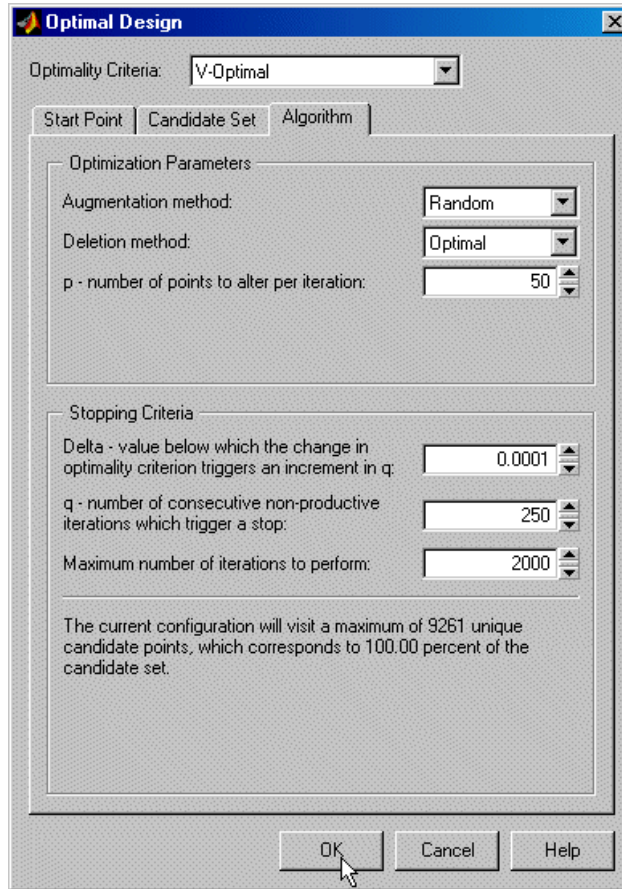 Optimal Design
Optimality Criteria: V-Optimal
Start Point Candidate Set Algorithm
Optimization Parameters
Augmentation method: Random
Deletion method: Optimal
p - number of points to alter per iteration: 50
Stopping Criteria
Delta - value below which the change in
optimality criterion triggers an increment in q: 0.0001
q - number of consecutive non-productive
iterations which trigger a stop: 250
Maximum number of iterations to perform: 2000
The current configuration will visit a maximum of 9261 unique
candidate points, which corresponds to 100.00 percent of the
candidate set.
OK Cancel Help